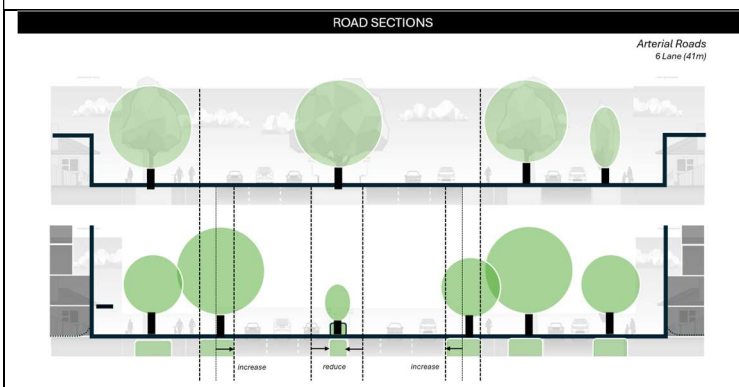 ROAD SECTIONS
Arterial Roads
6 Lane (41m)
increase
reduce
increase